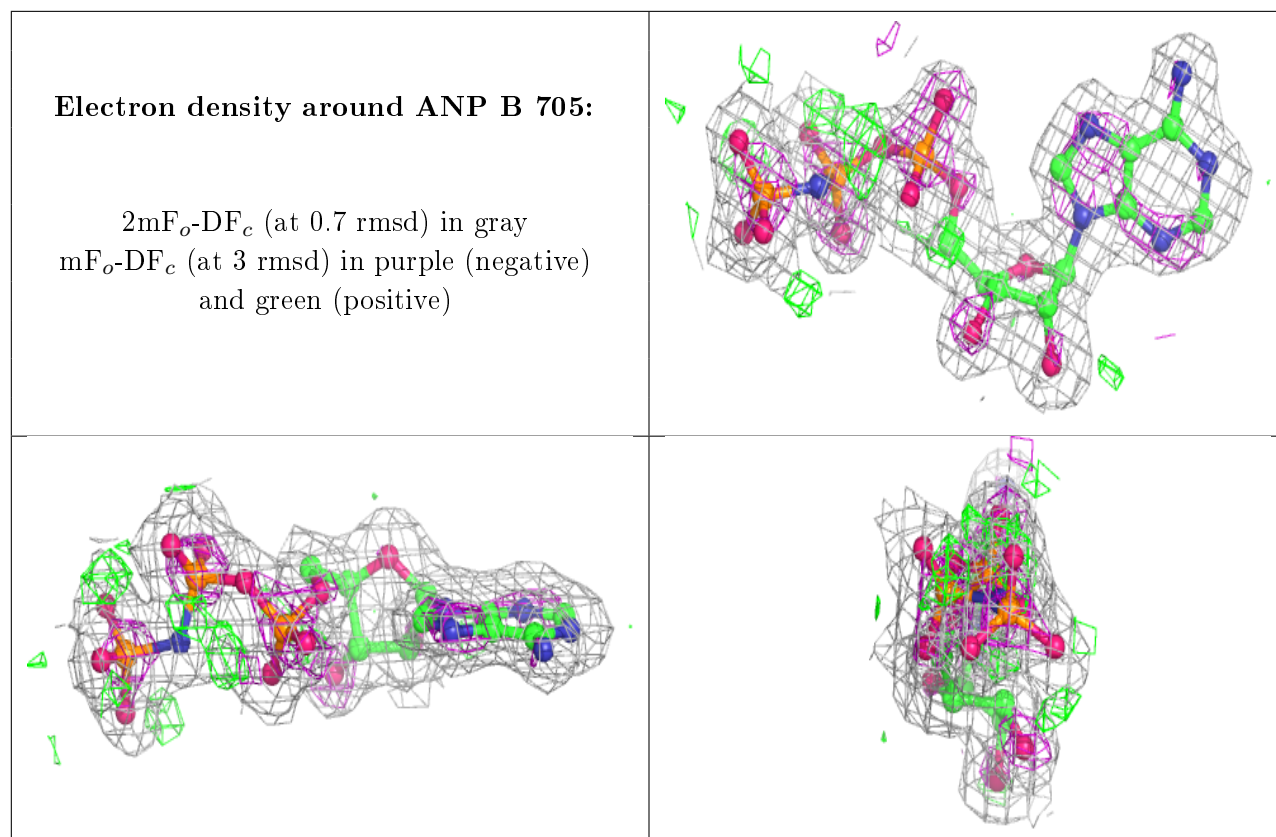 Electron density around ANP B 705:
2mFₒ-DF𝒸 (at 0.7 rmsd) in gray
mFₒ-DF𝒸 (at 3 rmsd) in purple (negative)
and green (positive)